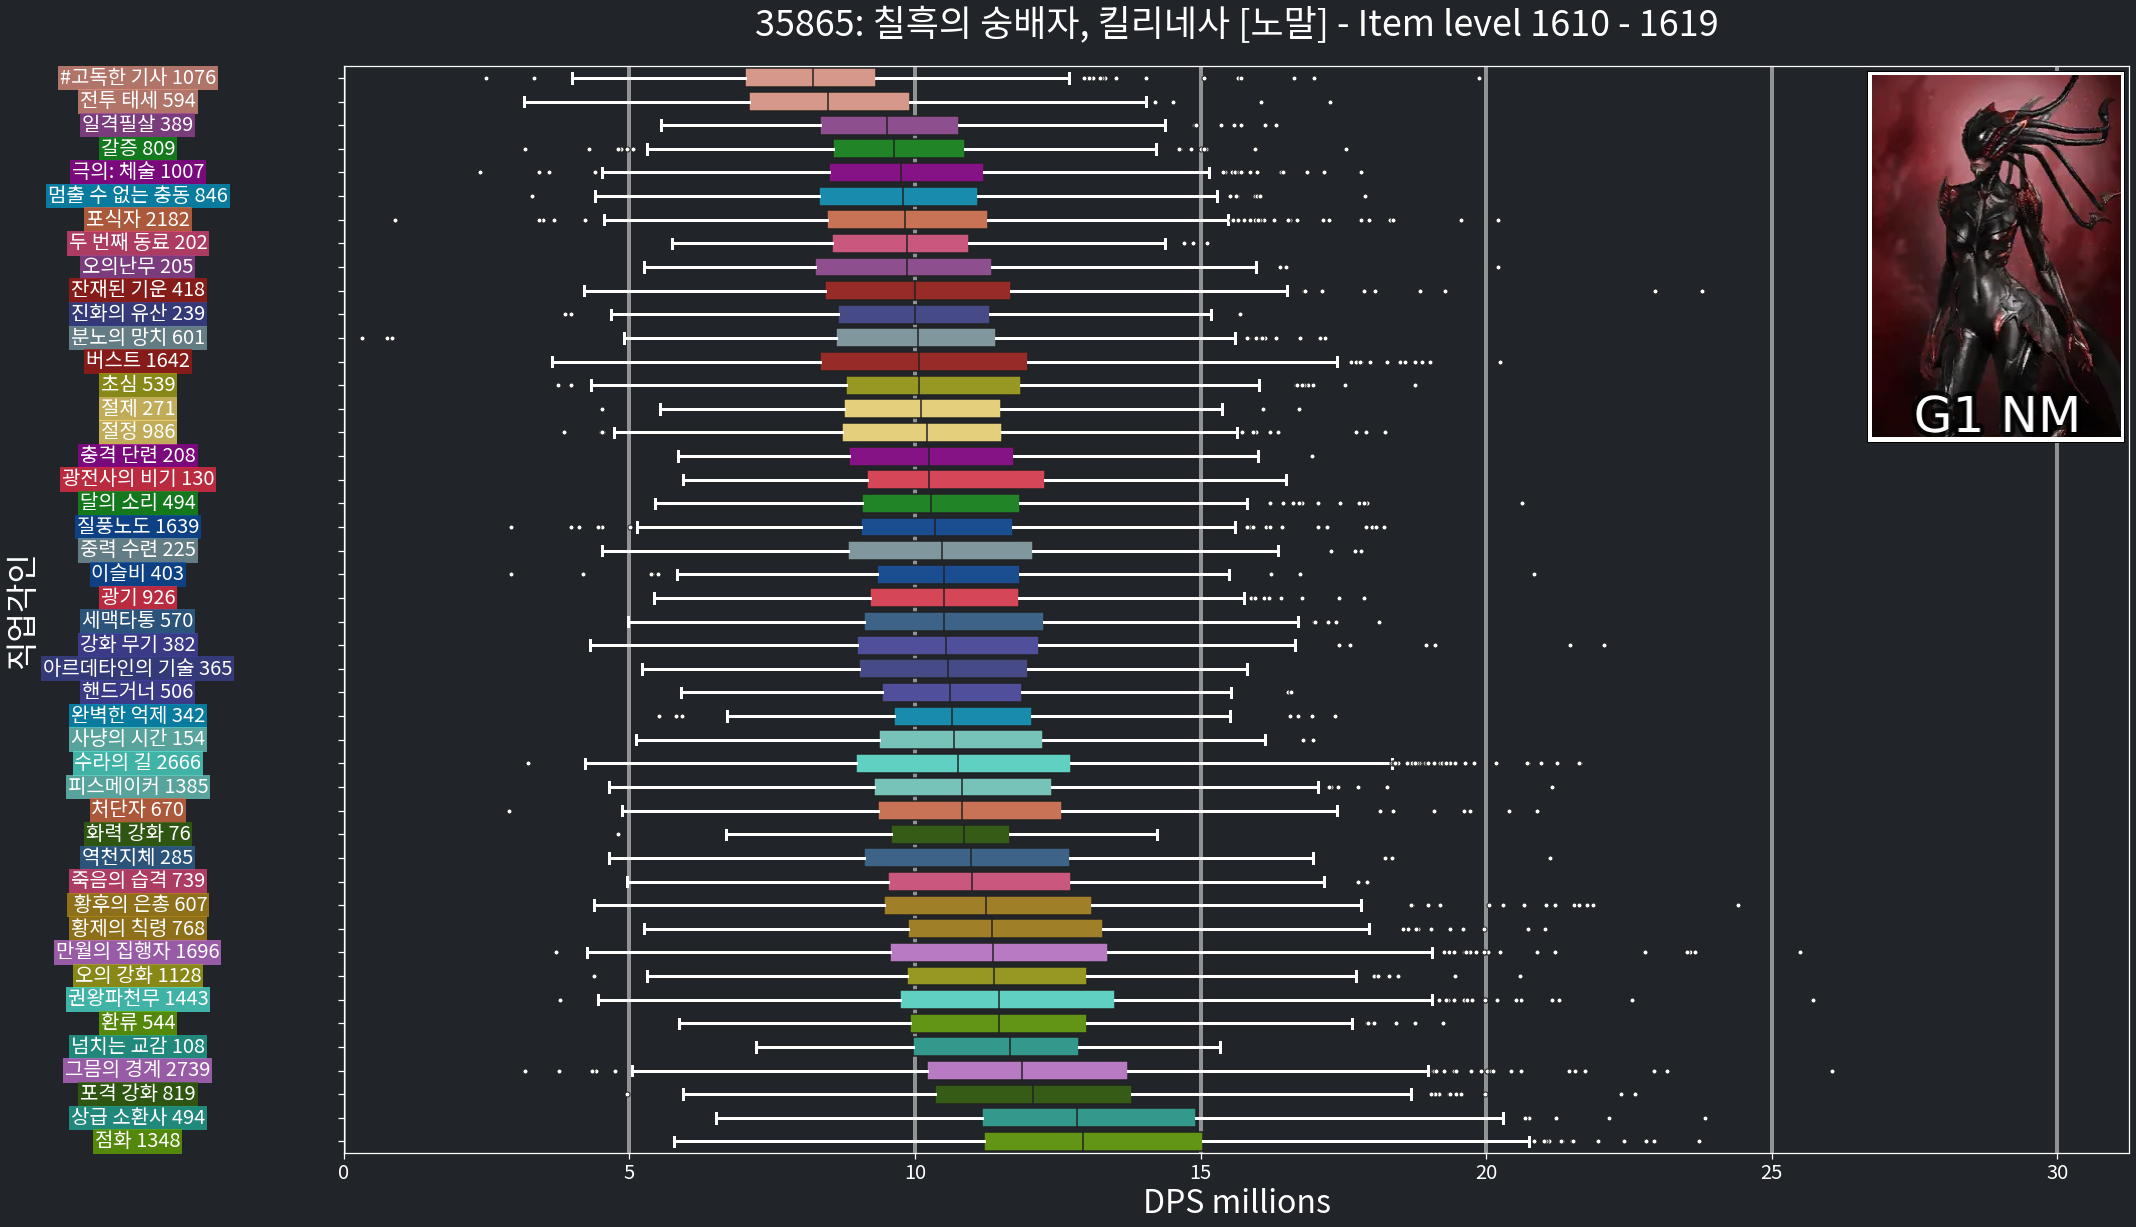 35865: 칠흑의 숭배자, 킬리네사 [노말] - Item level 1610 - 1619
#고독한 기사 1076
전투 태세 594
일격필살 389
갈증 809
극의: 체술 1007
멈출 수 없는 충동 846
포식자 2182
두 번째 동료 202
오의난무 205
잔재된 기운 418
진화의 유산 239
분노의 망치 601
버스트 1642
초심 539
절제 271
절정 986
충격 단련 208
광전사의 비기 130
달의 소리 494
질풍노도 1639
중력 수련 225
이슬비 403
광기 926
세맥타통 570
강화 무기 382
아르데타인의 기술 365
핸드거너 506
완벽한 억제 342
사냥의 시간 154
수라의 길 2666
피스메이커 1385
처단자 670
화력 강화 76
역천지체 285
죽음의 습격 739
황후의 은총 607
황제의 칙령 768
만월의 집행자 1696
오의 강화 1128
권왕파천무 1443
환류 544
넘치는 교감 108
그믐의 경계 2739
포격 강화 819
상급 소환사 494
점화 1348
직업각인
G1 NM
0 5 10 15 20 25 30
DPS millions